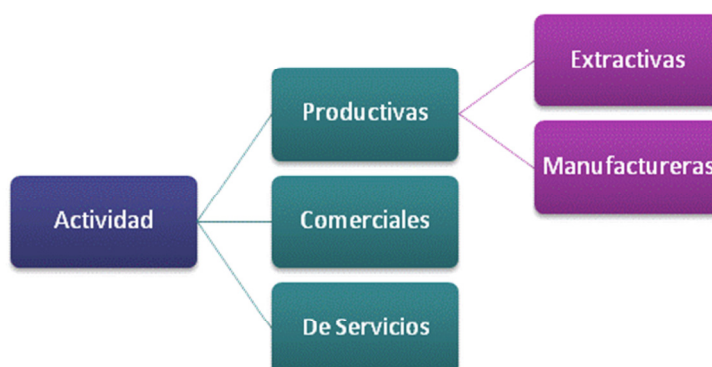 Extractivas
Productivas
Manufactureras
Actividad
Comerciales
De Servicios